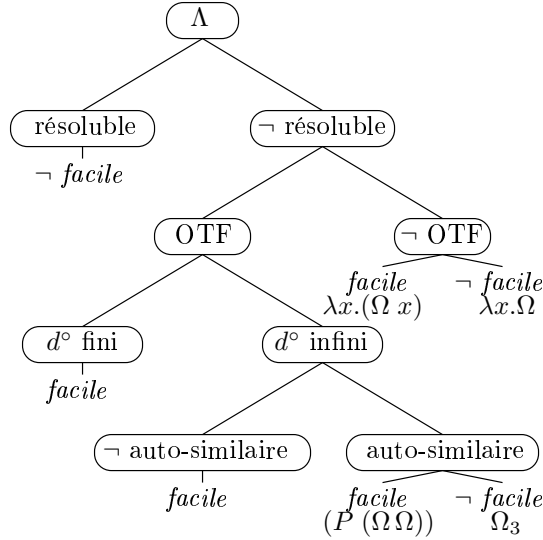 Λ
résoluble
¬ résoluble
¬ facile
OTF
¬ OTF
facile
¬ facile
λx.(Ω x)
λx.Ω
d° fini
d° infini
facile
¬ auto-similaire
auto-similaire
facile
facile
¬ facile
(P (Ω Ω))
Ω₃